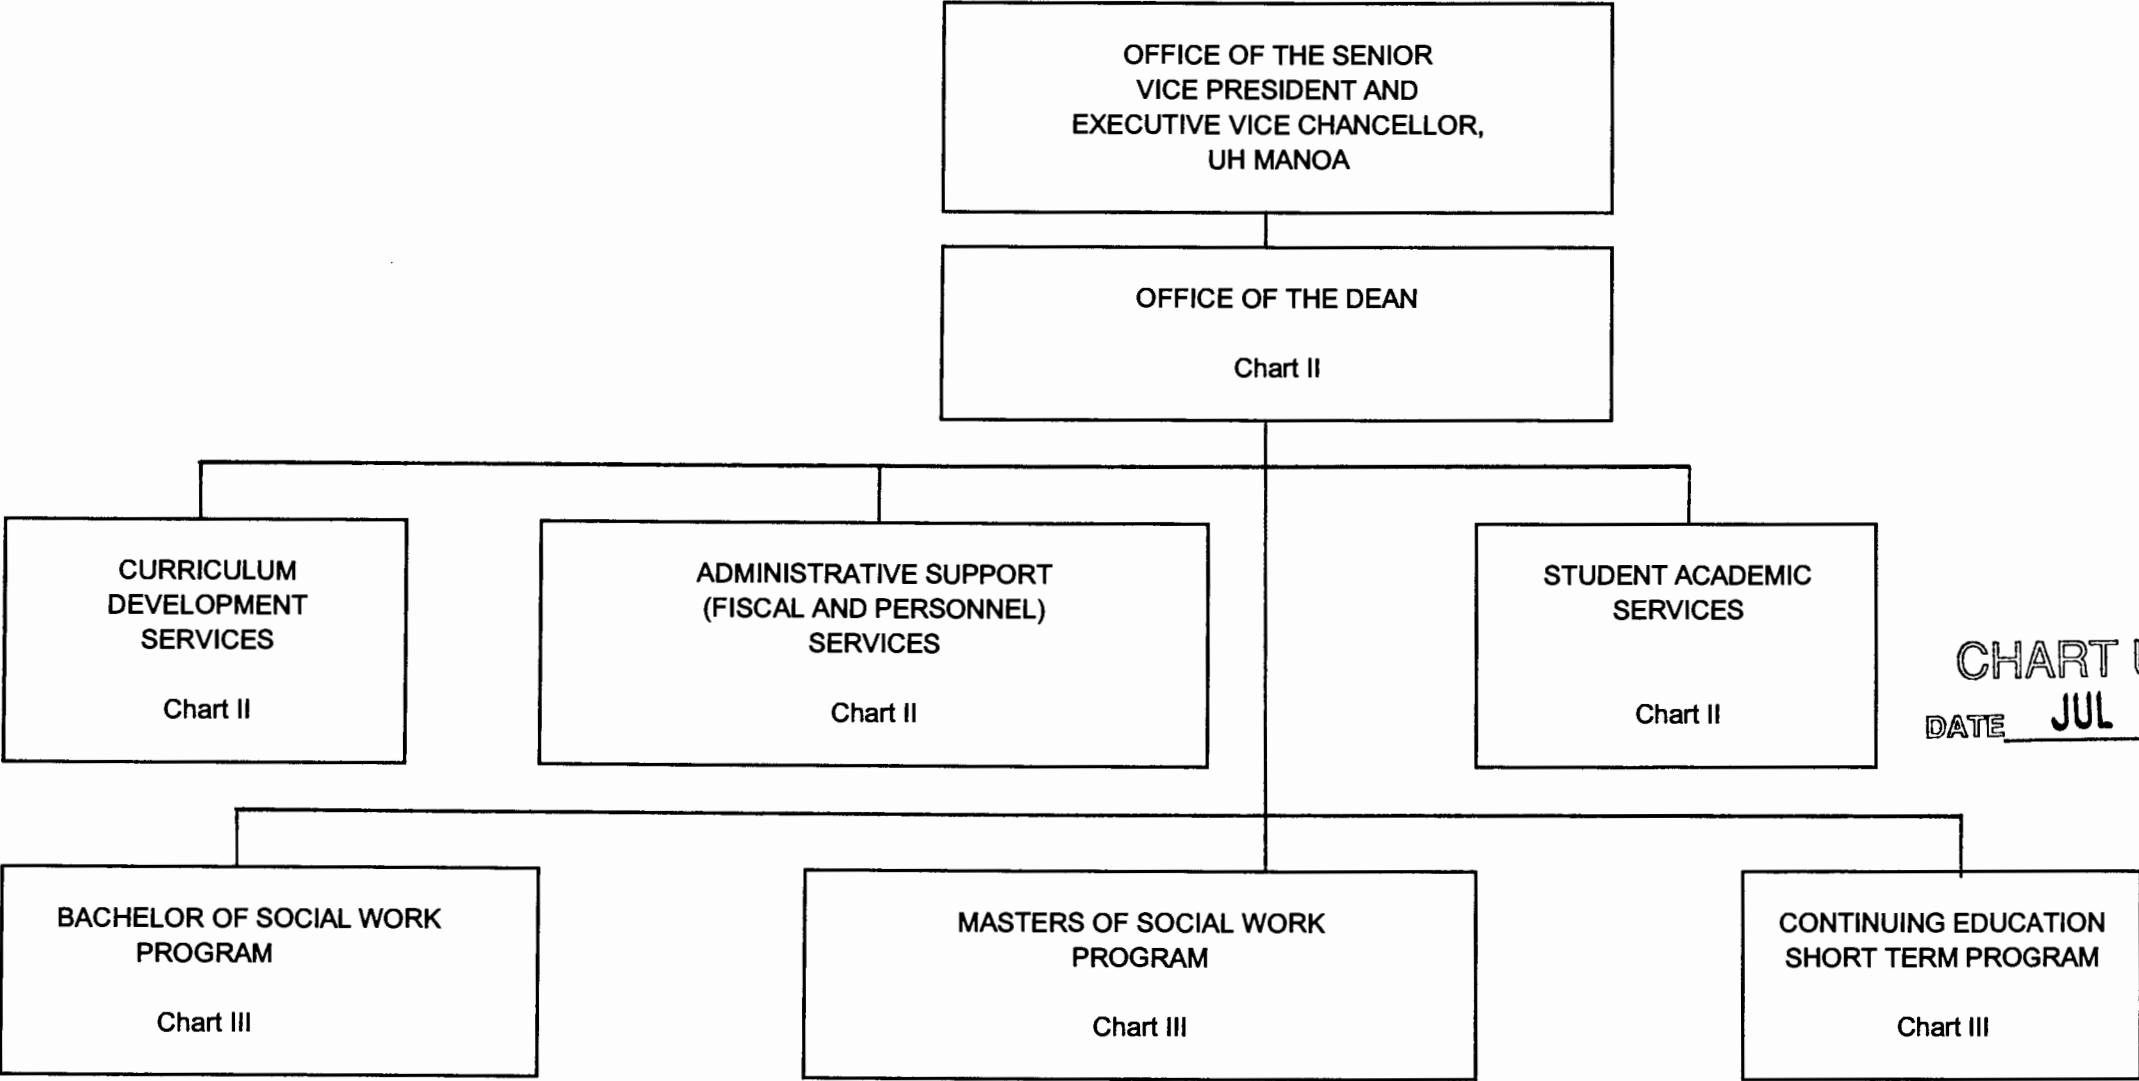 OFFICE OF THE SENIOR
VICE PRESIDENT AND
EXECUTIVE VICE CHANCELLOR,
UH MANOA
OFFICE OF THE DEAN
Chart II
CURRICULUM
DEVELOPMENT
SERVICES
Chart II
ADMINISTRATIVE SUPPORT
(FISCAL AND PERSONNEL)
SERVICES
Chart II
STUDENT ACADEMIC
SERVICES
Chart II
CHART
DATE JUL
BACHELOR OF SOCIAL WORK
PROGRAM
Chart III
MASTERS OF SOCIAL WORK
PROGRAM
Chart III
CONTINUING EDUCATION
SHORT TERM PROGRAM
Chart III